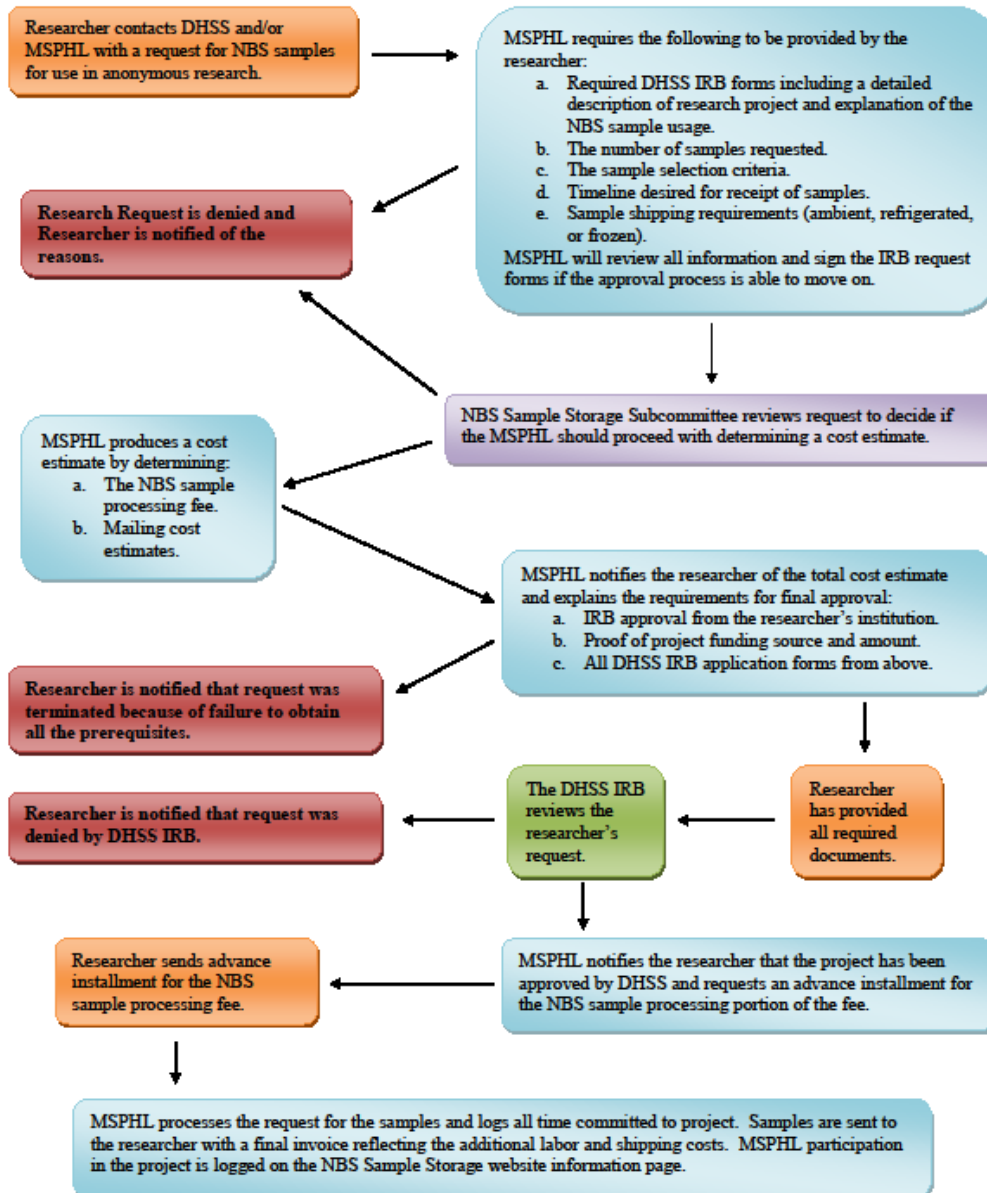 Researcher contacts DHSS and/or
MSPHL with a request for NBS samples
for use in anonymous research.
MSPHL requires the following to be provided by the
researcher:
a. Required DHSS IRB forms including a detailed
description of research project and explanation of the
NBS sample usage.
b. The number of samples requested.
c. The sample selection criteria.
d. Timeline desired for receipt of samples.
e. Sample shipping requirements (ambient, refrigerated,
or frozen).
MSPHL will review all information and sign the IRB request
forms if the approval process is able to move on.
Research Request is denied and
Researcher is notified of the
reasons.
NBS Sample Storage Subcommittee reviews request to decide if
the MSPHL should proceed with determining a cost estimate.
MSPHL produces a cost
estimate by determining:
a. The NBS sample
processing fee.
b. Mailing cost
estimates.
MSPHL notifies the researcher of the total cost estimate
and explains the requirements for final approval:
a. IRB approval from the researcher's institution.
b. Proof of project funding source and amount.
c. All DHSS IRB application forms from above.
Researcher is notified that request was
terminated because of failure to obtain
all the prerequisites.
Researcher
has provided
all required
documents.
The DHSS IRB
reviews the
researcher's
request.
Researcher is notified that request was
denied by DHSS IRB.
MSPHL notifies the researcher that the project has been
approved by DHSS and requests an advance installment for
the NBS sample processing portion of the fee.
Researcher sends advance
installment for the NBS
sample processing fee.
MSPHL processes the request for the samples and logs all time committed to project. Samples are sent to
the researcher with a final invoice reflecting the additional labor and shipping costs. MSPHL participation
in the project is logged on the NBS Sample Storage website information page.